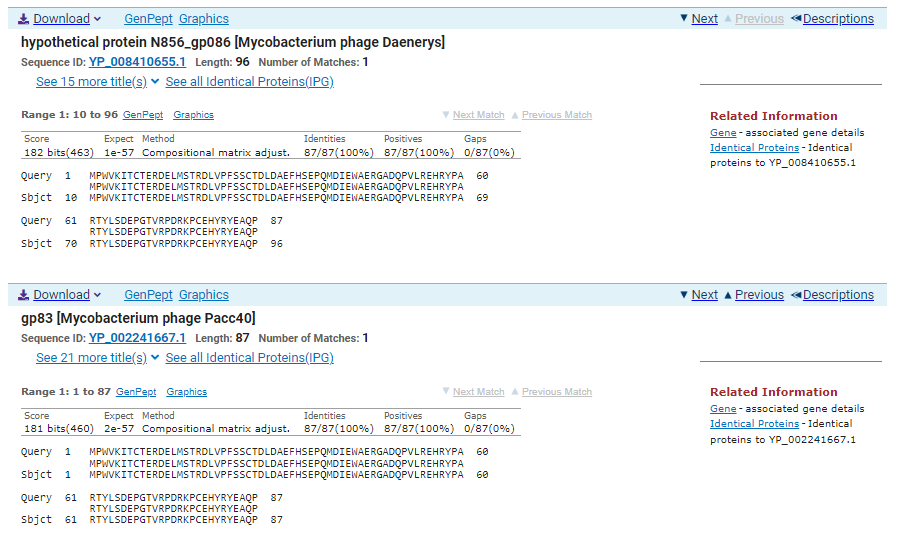 Download GenPept Graphics Next Previous Descriptions
hypothetical protein N856_gp086 [Mycobacterium phage Daenerys]
Sequence ID: YP_008410655.1 Length: 96 Number of Matches: 1
See 15 more title(s) See all Identical Proteins(IPG)
Range 1: 10 to 96 GenPept Graphics Next Match Previous Match
Score Expect Method Identities Positives Gaps
182 bits(463) 1e-57 Compositional matrix adjust. 87/87(100%) 87/87(100%) 0/87(0%)
Query 1 MPWVKITCTERDELMSTRDLVPFSSCTDLDAEFHSEPQMDIEWAERGADQPVLREHRYPA 60
MPWVKITCTERDELMSTRDLVPFSSCTDLDAEFHSEPQMDIEWAERGADQPVLREHRYPA
Sbjct 10 MPWVKITCTERDELMSTRDLVPFSSCTDLDAEFHSEPQMDIEWAERGADQPVLREHRYPA 69
Query 61 RTYLSDEPGTVRPDRKPCEHYRYEAQP 87
RTYLSDEPGTVRPDRKPCEHYRYEAQP
Sbjct 70 RTYLSDEPGTVRPDRKPCEHYRYEAQP 96
Related Information
Gene - associated gene details
Identical Proteins - Identical
proteins to YP_008410655.1
Download GenPept Graphics Next Previous Descriptions
gp83 [Mycobacterium phage Pacc40]
Sequence ID: YP_002241667.1 Length: 87 Number of Matches: 1
See 21 more title(s) See all Identical Proteins(IPG)
Range 1: 1 to 87 GenPept Graphics Next Match Previous Match
Score Expect Method Identities Positives Gaps
181 bits(460) 2e-57 Compositional matrix adjust. 87/87(100%) 87/87(100%) 0/87(0%)
Query 1 MPWVKITCTERDELMSTRDLVPFSSCTDLDAEFHSEPQMDIEWAERGADQPVLREHRYPA 60
MPWVKITCTERDELMSTRDLVPFSSCTDLDAEFHSEPQMDIEWAERGADQPVLREHRYPA
Sbjct 1 MPWVKITCTERDELMSTRDLVPFSSCTDLDAEFHSEPQMDIEWAERGADQPVLREHRYPA 60
Query 61 RTYLSDEPGTVRPDRKPCEHYRYEAQP 87
RTYLSDEPGTVRPDRKPCEHYRYEAQP
Sbjct 61 RTYLSDEPGTVRPDRKPCEHYRYEAQP 87
Related Information
Gene - associated gene details
Identical Proteins - Identical
proteins to YP_002241667.1